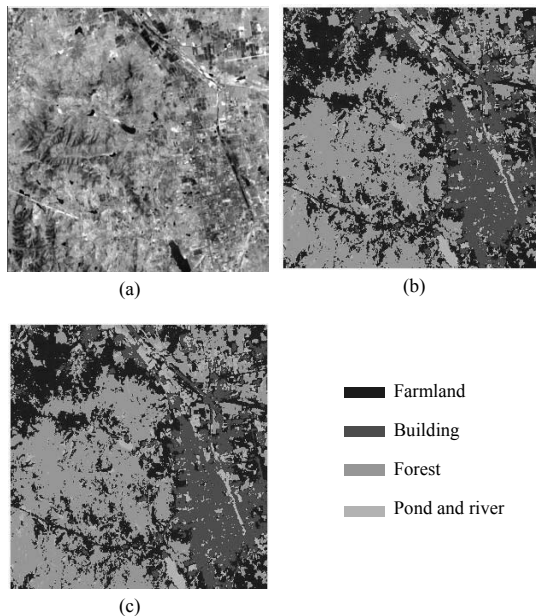 (a)
(b)
Farmland
Building
Forest
Pond and river
(c)